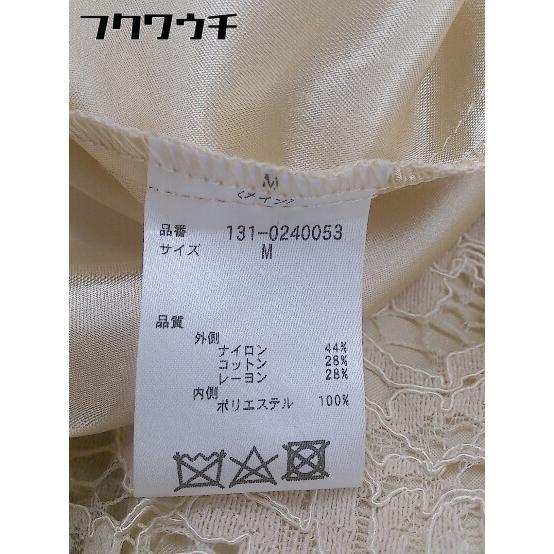 フクワウチ
M
<メイン>
品番 131-0240053
サイズ M
品質
外側
ナイロン 44%
コットン 28%
レーヨン 28%
内側
ポリエステル 100%